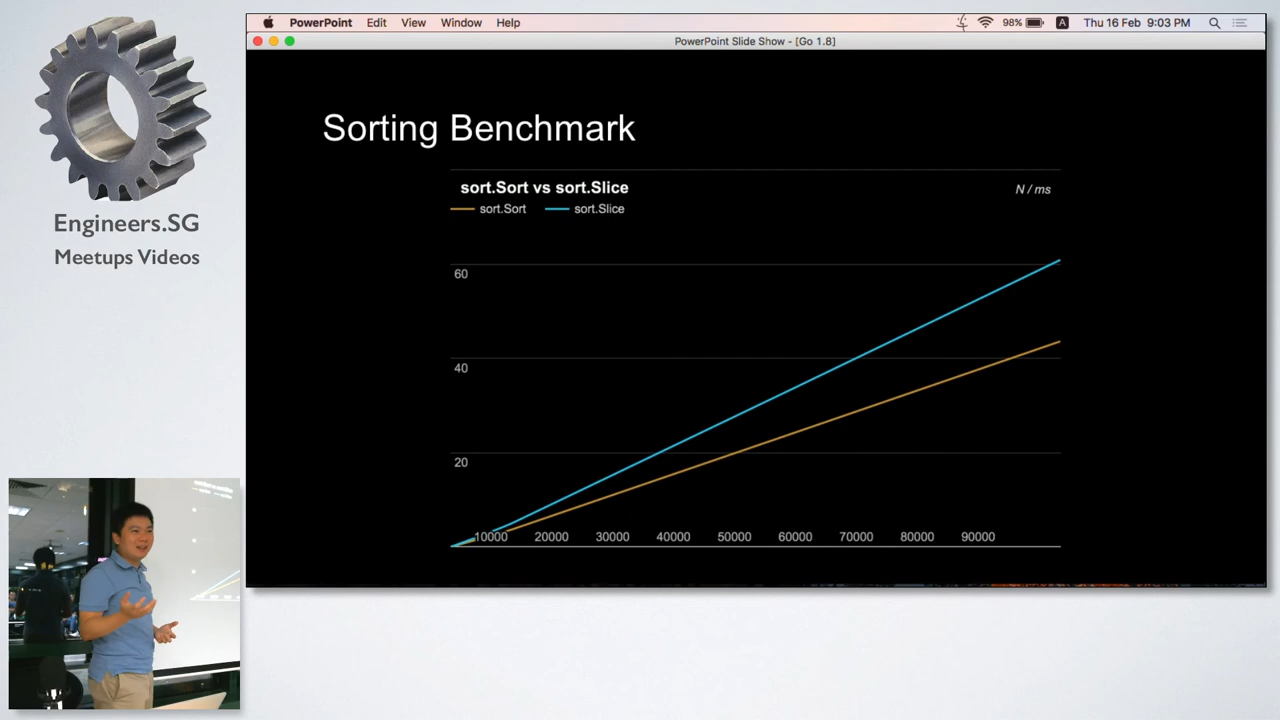 PowerPoint Edit View Window Help 98% A Thu 16 Feb 9:03 PM
PowerPoint Slide Show - [Go 1.8]
Engineers.SG
Meetups Videos
Sorting Benchmark
sort.Sort vs sort.Slice
N / ms
sort.Sort sort.Slice
60
40
20
10000 20000 30000 40000 50000 60000 70000 80000 90000